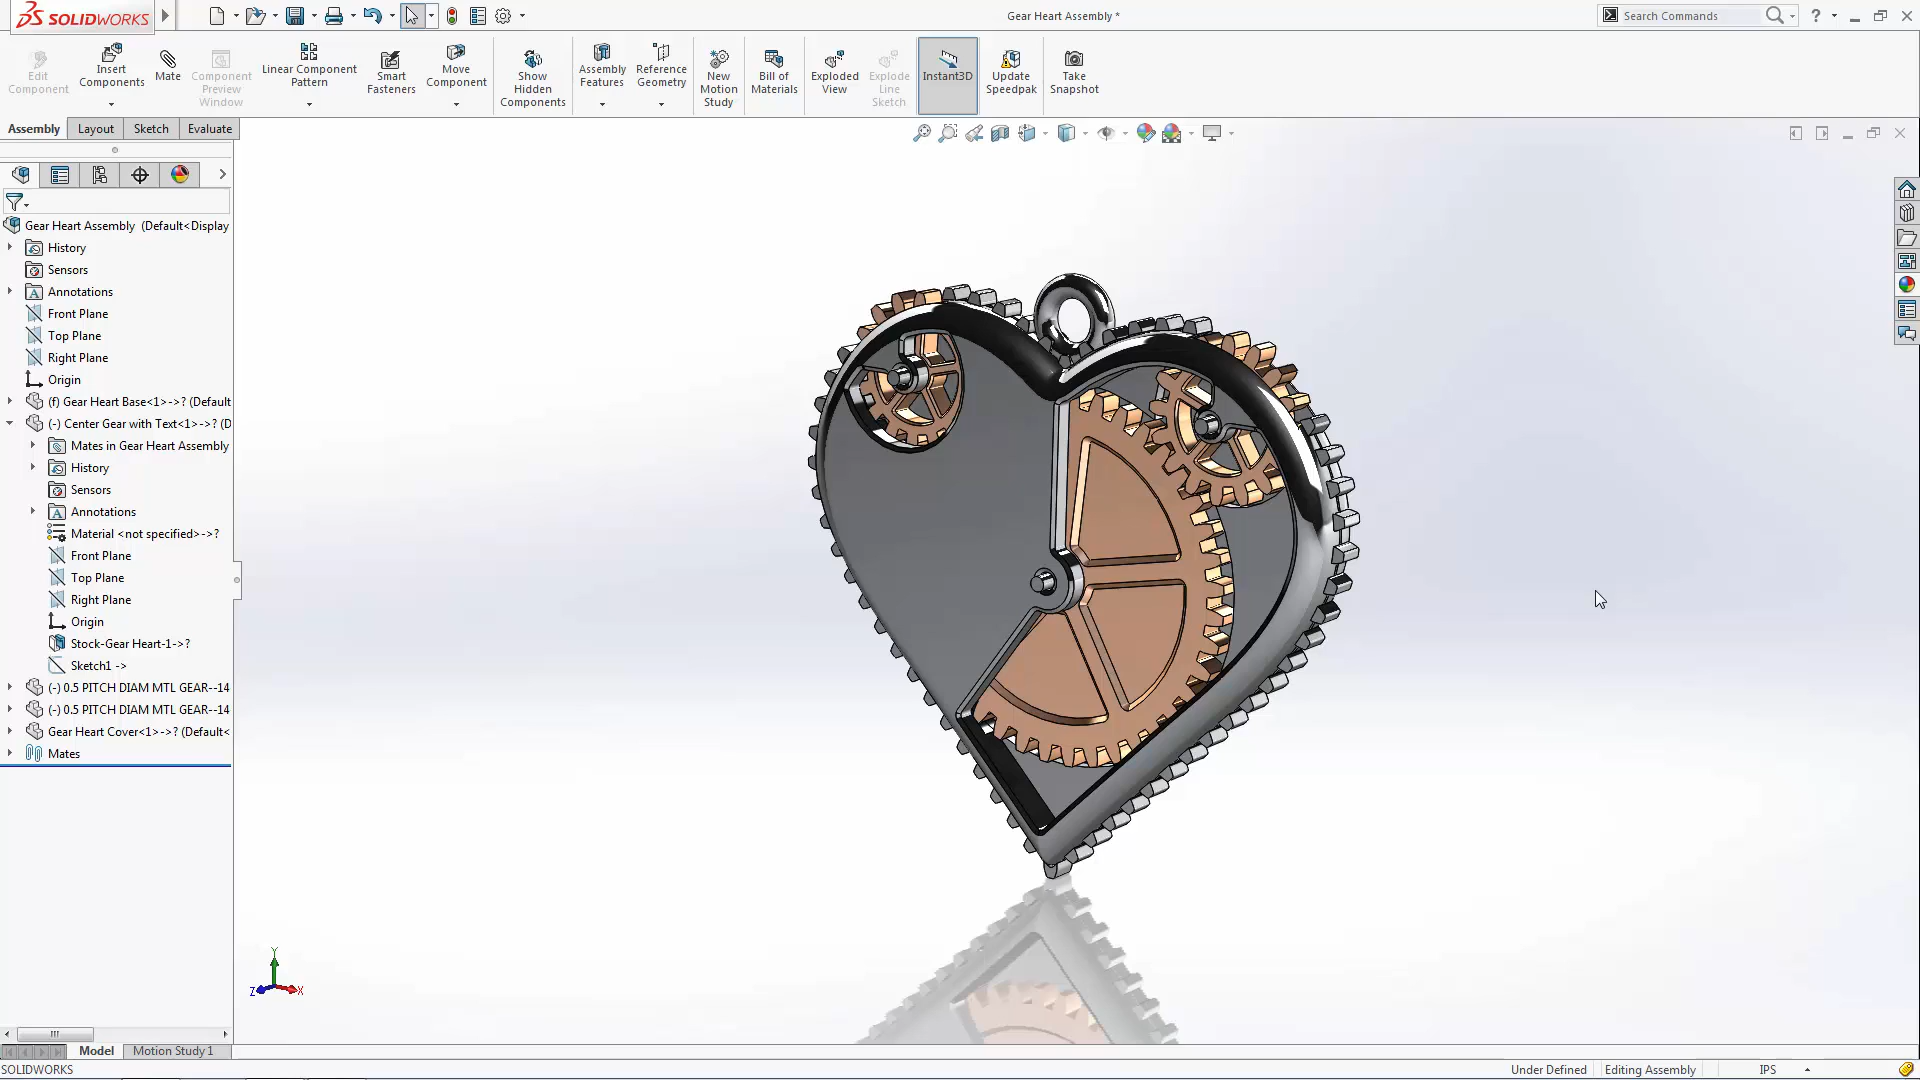 SOLIDWORKS
Gear Heart Assembly *
Search Commands
Edit
Component
Insert
Components
Mate
Component
Preview
Window
Linear Component
Pattern
Smart
Fasteners
Move
Component
Show
Hidden
Components
Assembly
Features
Reference
Geometry
New
Motion
Study
Bill of
Materials
Exploded
View
Explode
Line
Sketch
Instant3D
Update
Speedpak
Take
Snapshot
Assembly
Layout
Sketch
Evaluate
Gear Heart Assembly (Default<Display
History
Sensors
Annotations
Front Plane
Top Plane
Right Plane
Origin
(f) Gear Heart Base<1>->? (Default
(-) Center Gear with Text<1>->? (D
Mates in Gear Heart Assembly
History
Sensors
Annotations
Material <not specified>->?
Front Plane
Top Plane
Right Plane
Origin
Stock-Gear Heart-1->?
Sketch1 ->
(-) 0.5 PITCH DIAM MTL GEAR--14
(-) 0.5 PITCH DIAM MTL GEAR--14
Gear Heart Cover<1>->? (Default<
Mates
Y
Z
X
Model
Motion Study 1
SOLIDWORKS
Under Defined
Editing Assembly
IPS